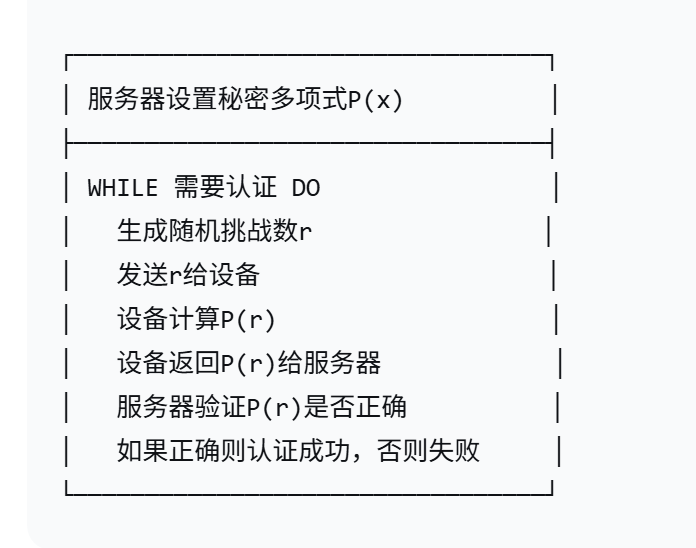 服务器设置秘密多项式P(x)
WHILE 需要认证 DO
生成随机挑战数r
发送r给设备
设备计算P(r)
设备返回P(r)给服务器
服务器验证P(r)是否正确
如果正确则认证成功，否则失败